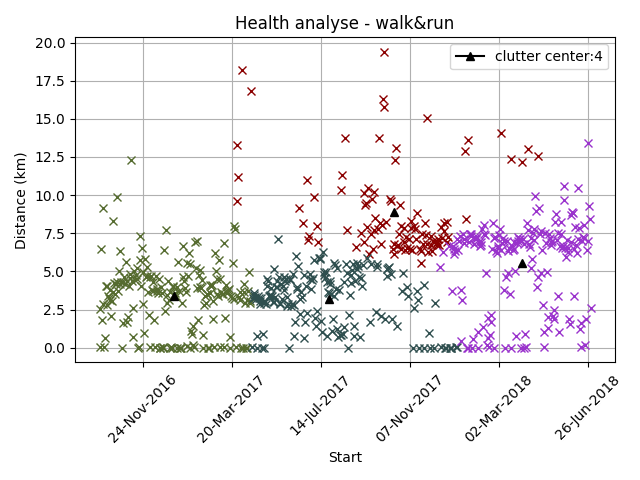 Health analyse - walk&run
clutter center:4
Distance (km)
20.0
17.5
15.0
12.5
10.0
7.5
5.0
2.5
0.0
24-Nov-2016
20-Mar-2017
14-Jul-2017
07-Nov-2017
02-Mar-2018
26-Jun-2018
Start